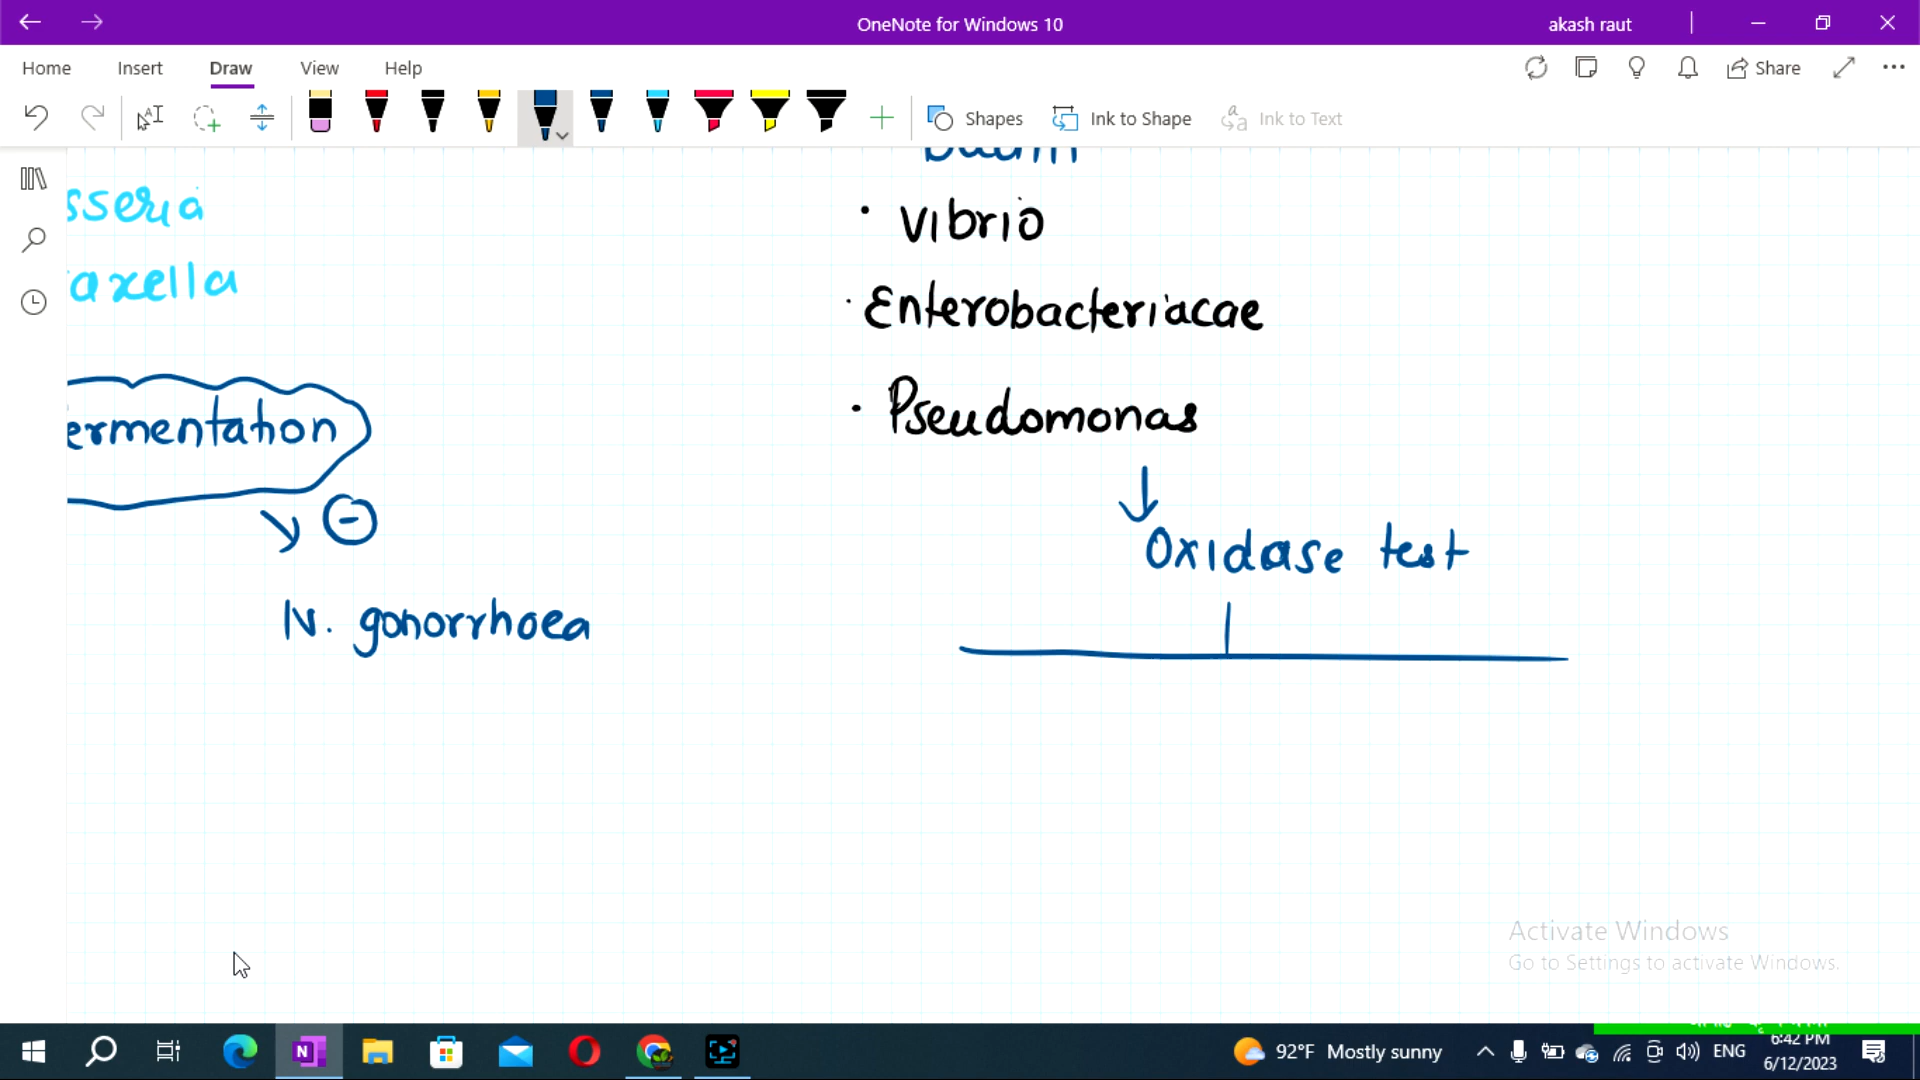 OneNote for Windows 10
akash raut
Home Insert Draw View Help
Share
Shapes
Ink to Shape
Ink to Text
sseria
axella
ermentation
N. gonorrhoea
Vibrio
Enterobacteriacae
Pseudomonas
Oxidase test
Activate Windows
Go to Settings to activate Windows.
92°F Mostly sunny
ENG
6:42 PM
6/12/2023